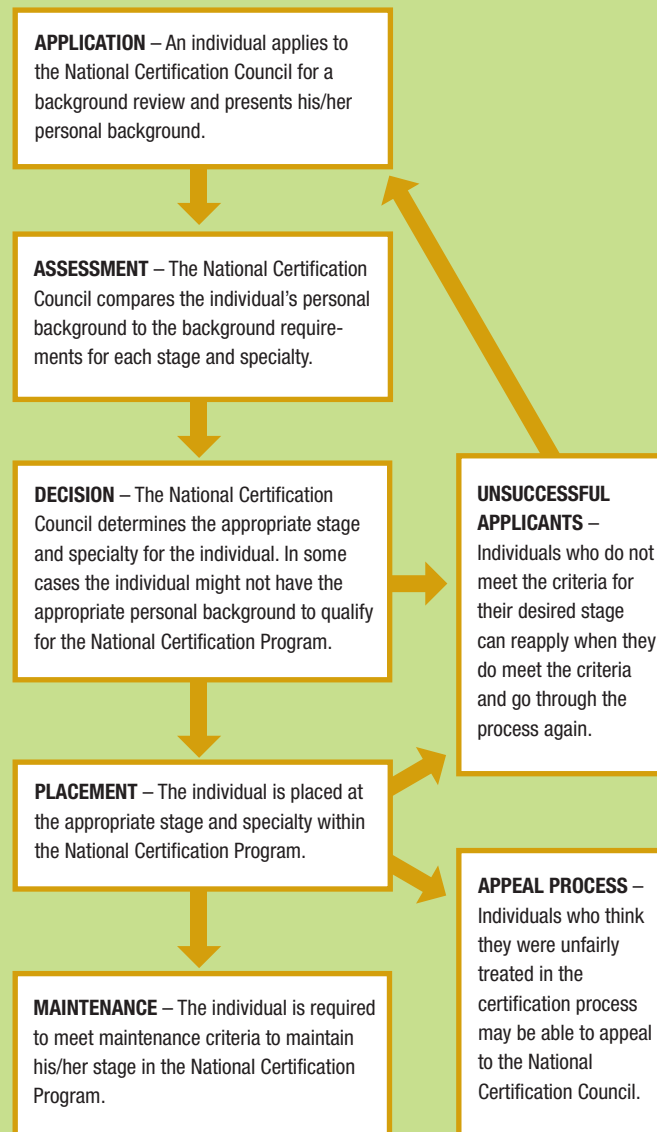 APPLICATION – An individual applies to
the National Certification Council for a
background review and presents his/her
personal background.
ASSESSMENT – The National Certification
Council compares the individual's personal
background to the background require-
ments for each stage and specialty.
DECISION – The National Certification
Council determines the appropriate stage
and specialty for the individual. In some
cases the individual might not have the
appropriate personal background to qualify
for the National Certification Program.
UNSUCCESSFUL
APPLICANTS –
Individuals who do not
meet the criteria for
their desired stage
can reapply when they
do meet the criteria
and go through the
process again.
PLACEMENT – The individual is placed at
the appropriate stage and specialty within
the National Certification Program.
APPEAL PROCESS –
Individuals who think
they were unfairly
treated in the
certification process
may be able to appeal
to the National
Certification Council.
MAINTENANCE – The individual is required
to meet maintenance criteria to maintain
his/her stage in the National Certification
Program.